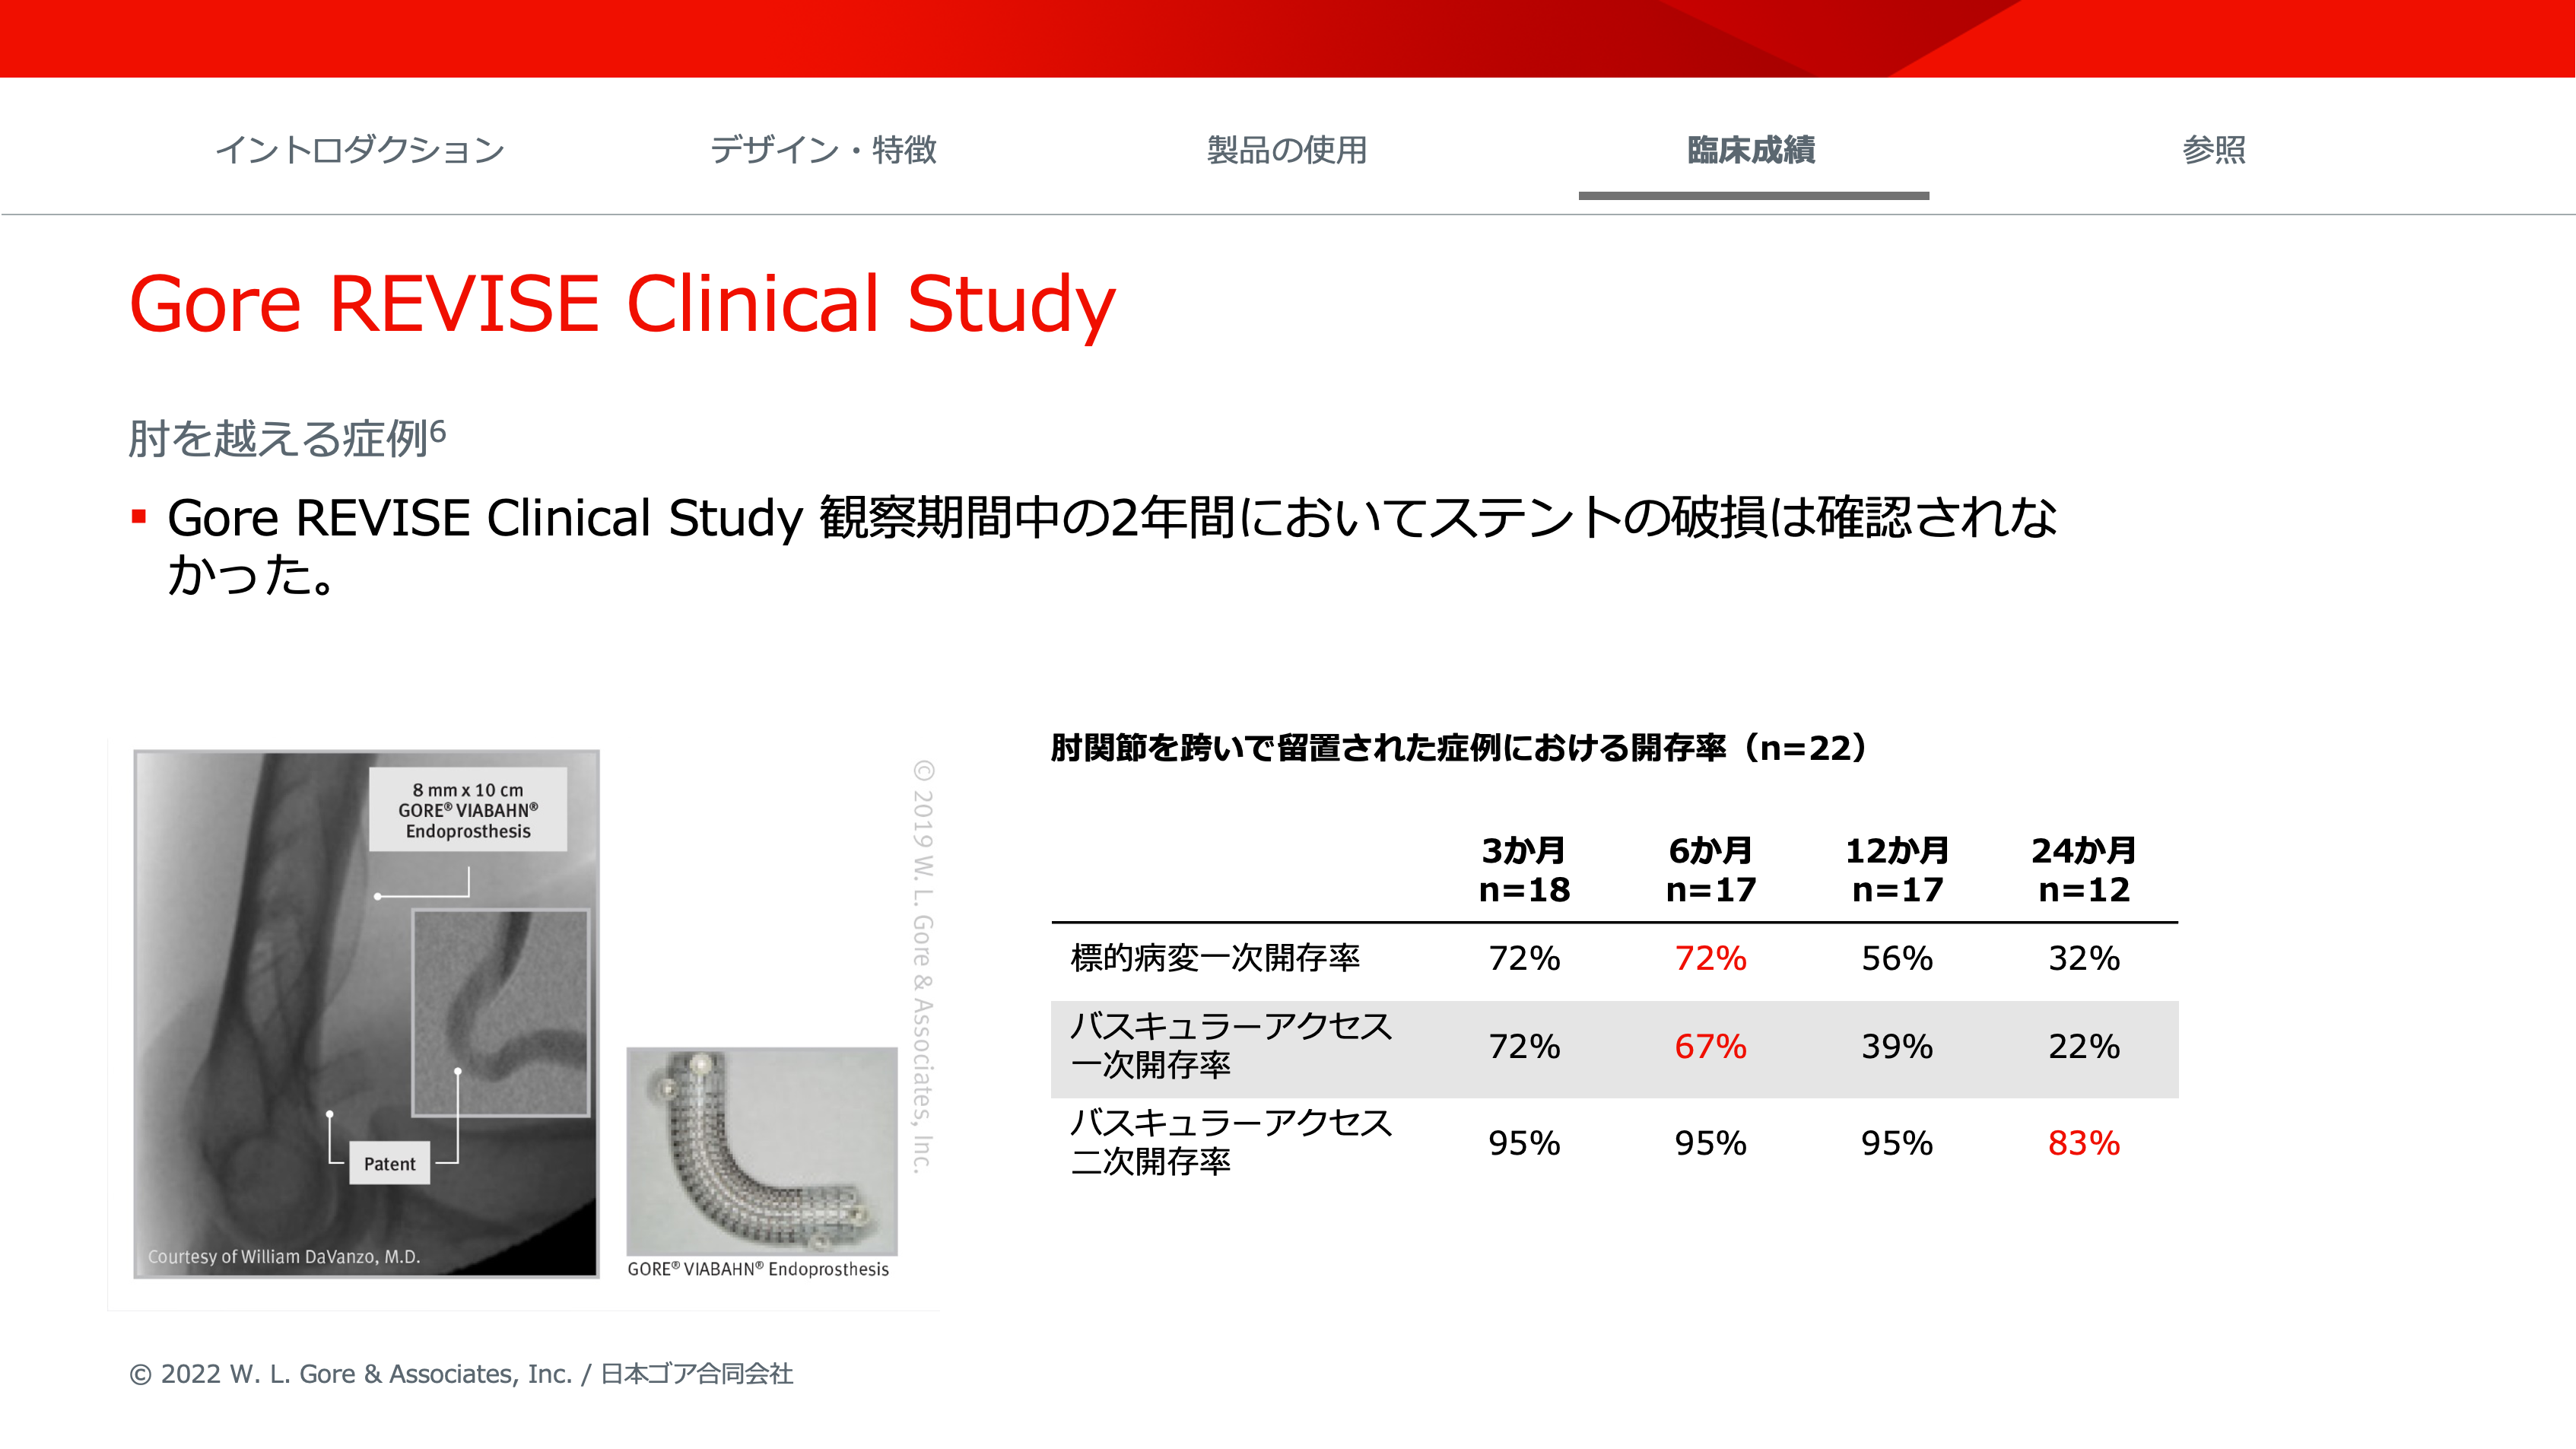 イントロダクション
デザイン・特徴
製品の使用
臨床成績
参照
Gore REVISE Clinical Study
肘を越える症例6
▪ Gore REVISE Clinical Study 観察期間中の2年間においてステントの破損は確認されな
かった。
8 mm x 10 cm
GORE® VIABAHN®
Endoprosthesis
Patent
Courtesy of William DaVanzo, M.D.
GORE® VIABAHN® Endoprosthesis
© 2019 W. L. Gore & Associates, Inc.
肘関節を跨いで留置された症例における開存率（n=22）
3か月 6か月 12か月 24か月
n=18 n=17 n=17 n=12
標的病変一次開存率 72% 72% 56% 32%
バスキュラーアクセス
一次開存率 72% 67% 39% 22%
バスキュラーアクセス
二次開存率 95% 95% 95% 83%
© 2022 W. L. Gore & Associates, Inc. / 日本ゴア合同会社